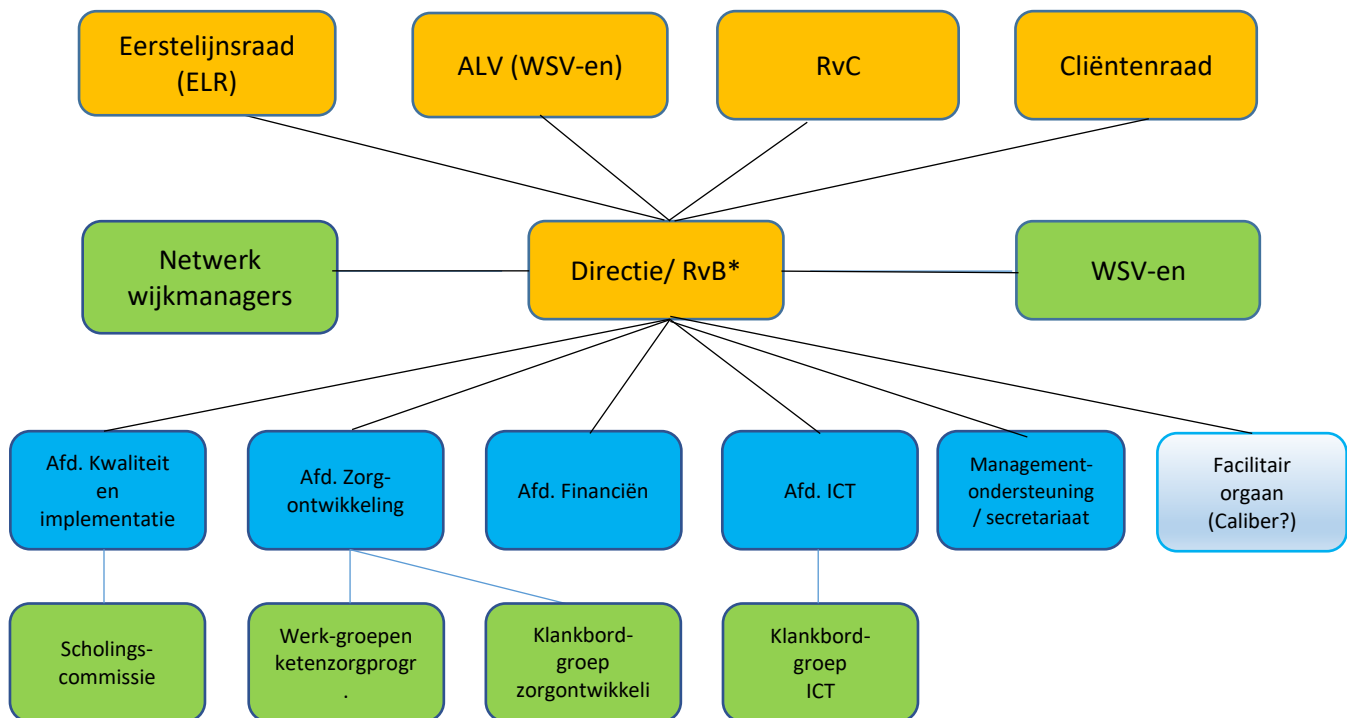 Eerstelijnsraad
(ELR)
ALV (WSV-en)
RvC
Cliëntenraad
Netwerk
wijkmanagers
Directie/ RvB*
WSV-en
Afd. Kwaliteit
en
implementatie
Afd. Zorg-
ontwikkeling
Afd. Financiën
Afd. ICT
Management-
ondersteuning
/ secretariaat
Facilitair
orgaan
(Caliber?)
Scholings-
commissie
Werk-groepen
ketenzorgprogr
.
Klankbord-
groep
zorgontwikkeli
Klankbord-
groep
ICT